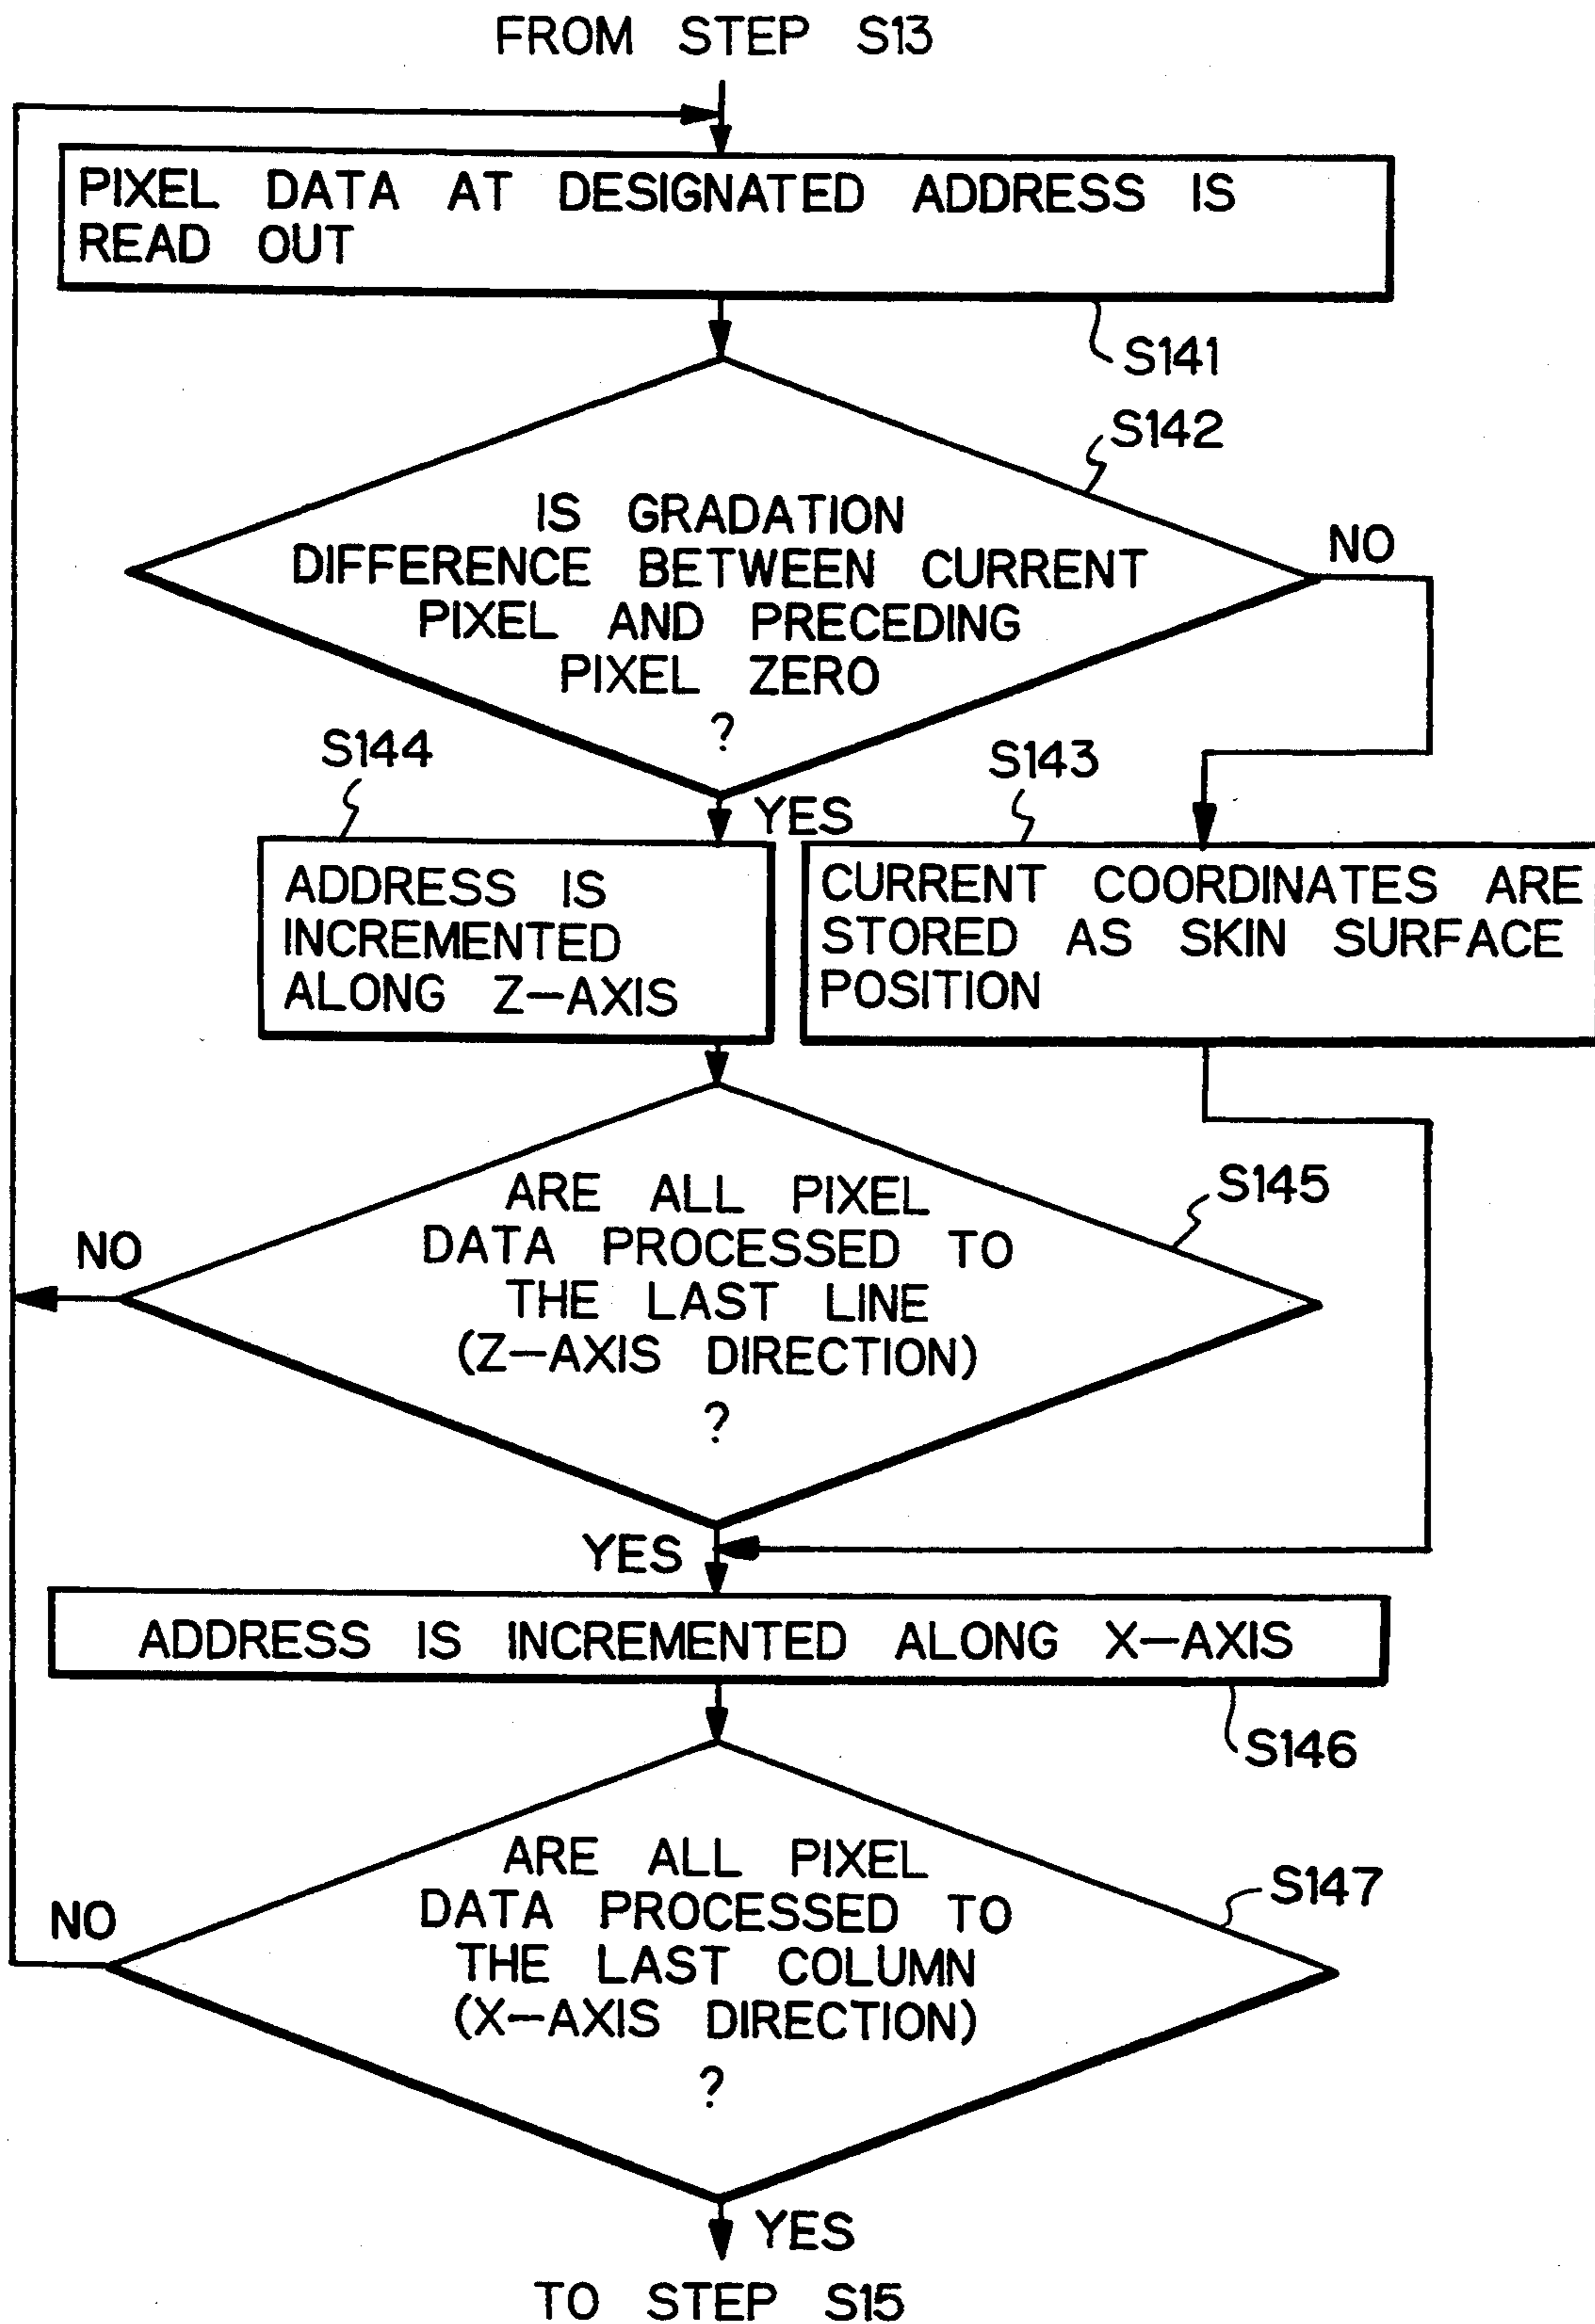 FROM STEP S13
PIXEL DATA AT DESIGNATED ADDRESS IS
READ OUT
S141
S142
IS GRADATION
DIFFERENCE BETWEEN CURRENT
PIXEL AND PRECEDING
PIXEL ZERO
?
NO
YES
S144
ADDRESS IS
INCREMENTED
ALONG Z-AXIS
S143
CURRENT COORDINATES ARE
STORED AS SKIN SURFACE
POSITION
S145
ARE ALL PIXEL
DATA PROCESSED TO
THE LAST LINE
(Z-AXIS DIRECTION)
?
NO
YES
ADDRESS IS INCREMENTED ALONG X-AXIS
S146
S147
ARE ALL PIXEL
DATA PROCESSED TO
THE LAST COLUMN
(X-AXIS DIRECTION)
?
NO
YES
TO STEP S15